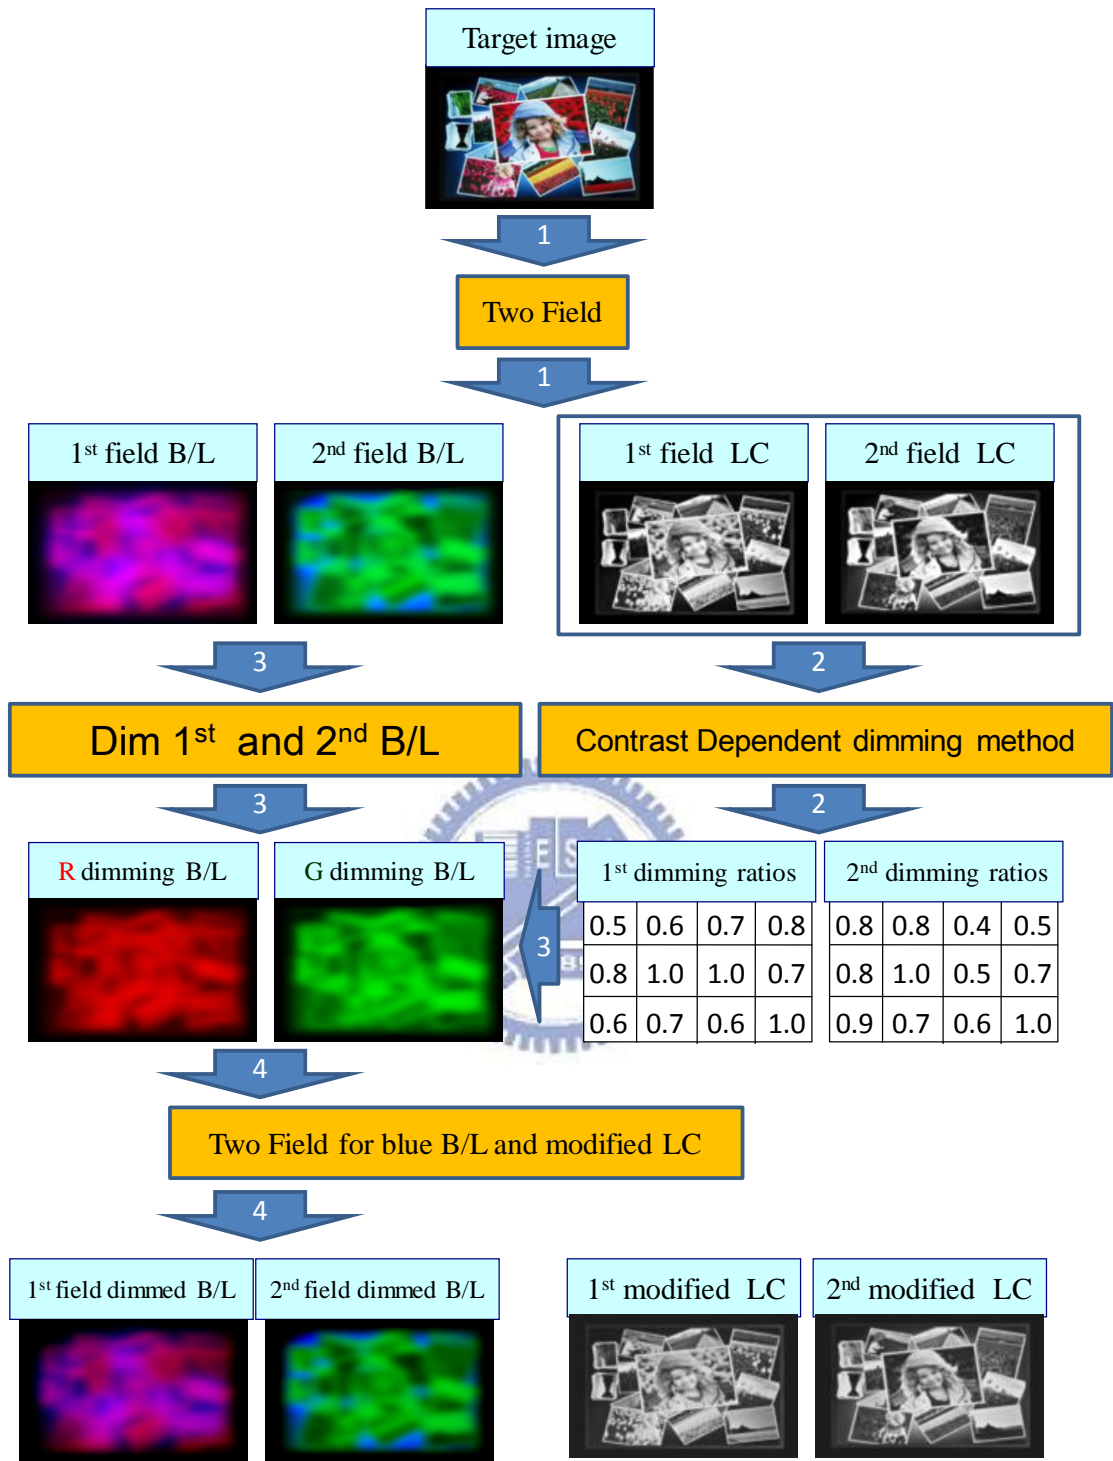 Target image
1
Two Field
1
1st field B/L
2nd field B/L
1st field LC
2nd field LC
3
2
Dim 1st and 2nd B/L
Contrast Dependent dimming method
3
2
R dimming B/L
G dimming B/L
3
1st dimming ratios
2nd dimming ratios
0.5 0.6 0.7 0.8
0.8 0.8 0.4 0.5
0.8 1.0 1.0 0.7
0.8 1.0 0.5 0.7
0.6 0.7 0.6 1.0
0.9 0.7 0.6 1.0
4
Two Field for blue B/L and modified LC
4
1st field dimmed B/L
2nd field dimmed B/L
1st modified LC
2nd modified LC